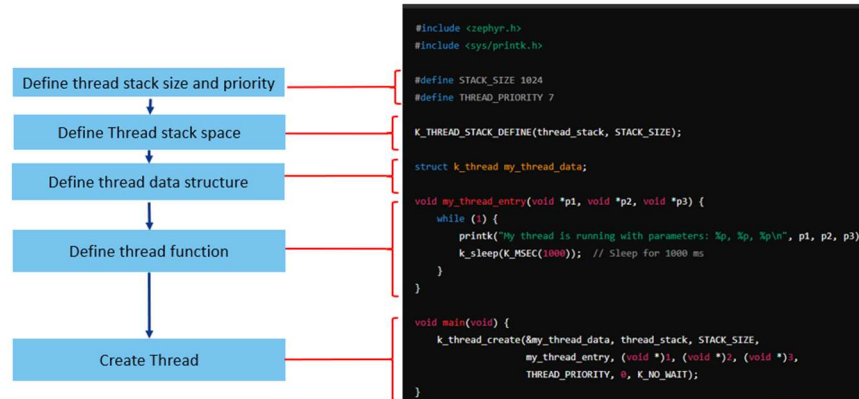 Define thread stack size and priority
Define Thread stack space
Define thread data structure
Define thread function
Create Thread
#include <zephyr.h>
#include <sys/printk.h>
#define STACK_SIZE 1024
#define THREAD_PRIORITY 7
K_THREAD_STACK_DEFINE(thread_stack, STACK_SIZE);
struct k_thread my_thread_data;
void my_thread_entry(void *p1, void *p2, void *p3) {
while (1) {
printk("My thread is running with parameters: %p, %p, %p\n", p1, p2, p3)
k_sleep(K_MSEC(1000)); // Sleep for 1000 ms
}
}
void main(void) {
k_thread_create(&my_thread_data, thread_stack, STACK_SIZE,
my_thread_entry, (void *)1, (void *)2, (void *)3,
THREAD_PRIORITY, 0, K_NO_WAIT);
}